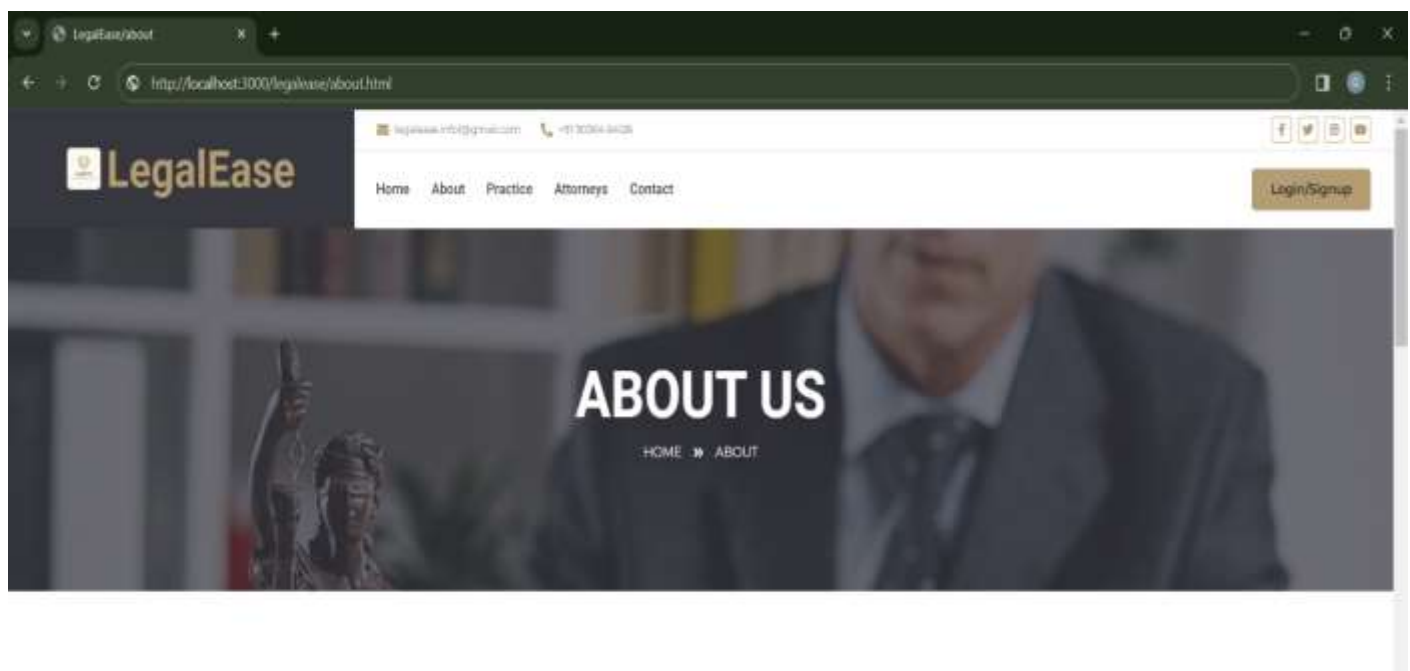 LegalEase/about
http://localhost:3000/legalease/about.html
LegalEase
Home About Practice Attorneys Contact
Login/Signup
ABOUT US
HOME » ABOUT